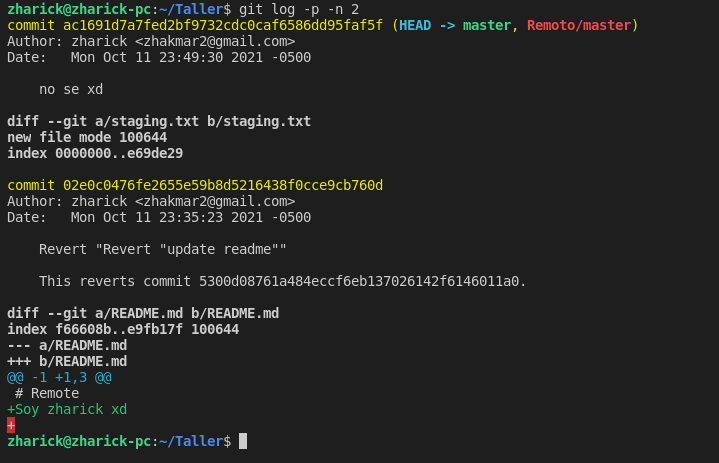 zharick@zharick-pc:~/Taller$ git log -p -n 2
commit ac1691d7a7fed2bf9732cdc0caf6586dd95faf5f (HEAD -> master, Remoto/master)
Author: zharick <zhakmar2@gmail.com>
Date:   Mon Oct 11 23:49:30 2021 -0500

    no se xd

diff --git a/staging.txt b/staging.txt
new file mode 100644
index 0000000..e69de29

commit 02e0c0476fe2655e59b8d5216438f0cce9cb760d
Author: zharick <zhakmar2@gmail.com>
Date:   Mon Oct 11 23:35:23 2021 -0500

    Revert "Revert "update readme""

    This reverts commit 5300d08761a484eccf6eb137026142f6146011a0.

diff --git a/README.md b/README.md
index f66608b..e9fb17f 100644
--- a/README.md
+++ b/README.md
@@ -1 +1,3 @@
 # Remote
+Soy zharick xd
+
zharick@zharick-pc:~/Taller$